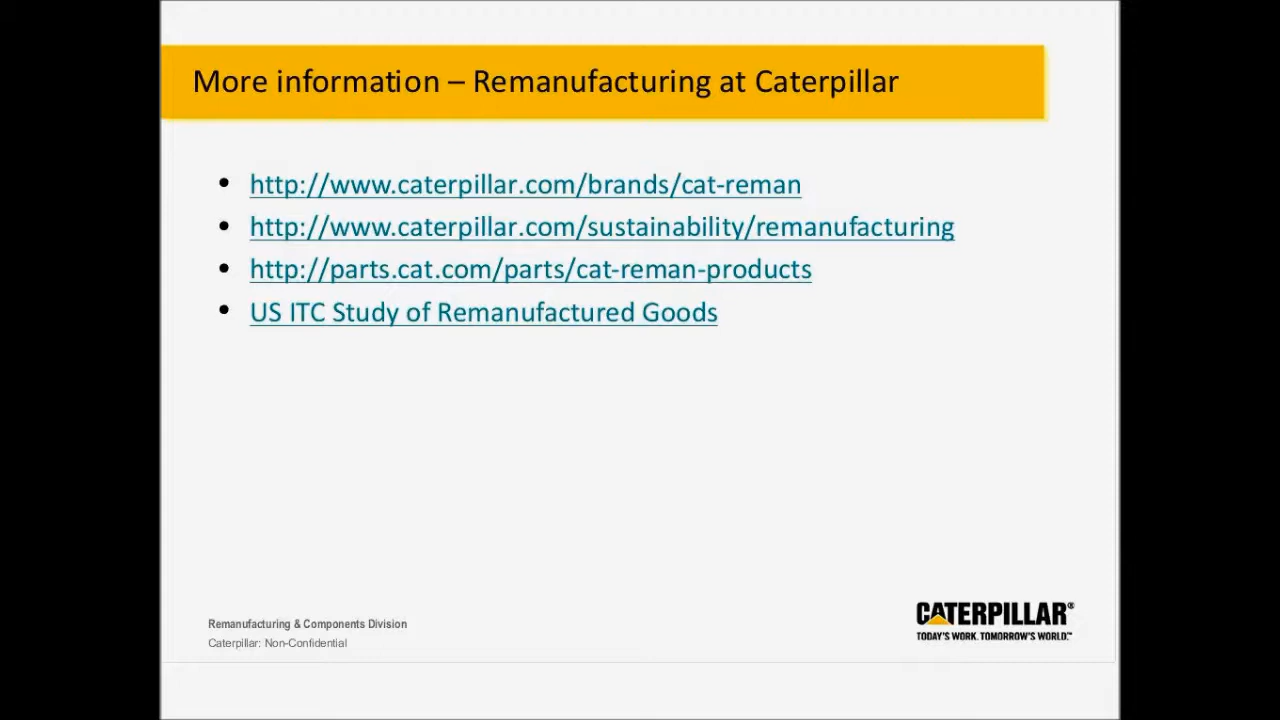 More information – Remanufacturing at Caterpillar
• http://www.caterpillar.com/brands/cat-reman
• http://www.caterpillar.com/sustainability/remanufacturing
• http://parts.cat.com/parts/cat-reman-products
• US ITC Study of Remanufactured Goods
Remanufacturing & Components Division
Caterpillar: Non-Confidential
CATERPILLAR®
TODAY'S WORK. TOMORROW'S WORLD.™